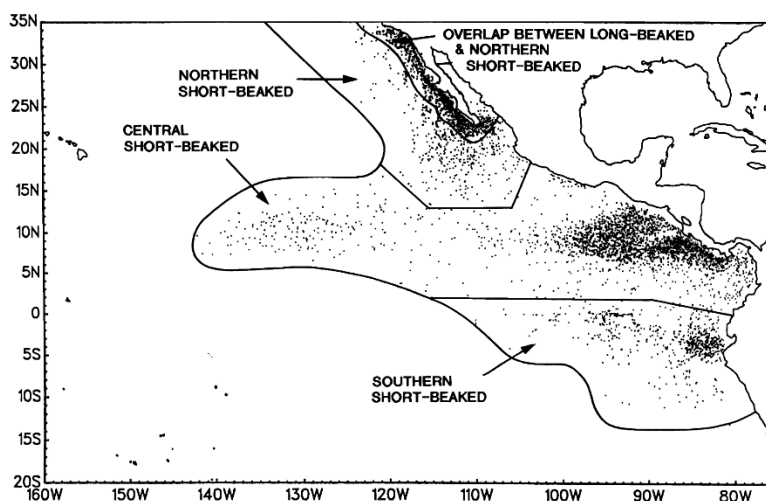 35N
30N
25N
20N
15N
10N
5N
0
5S
10S
15S
20S
OVERLAP BETWEEN LONG-BEAKED
& NORTHERN
SHORT-BEAKED
NORTHERN
SHORT-BEAKED
CENTRAL
SHORT-BEAKED
SOUTHERN
SHORT-BEAKED
160W 150W 140W 130W 120W 110W 100W 90W 80W